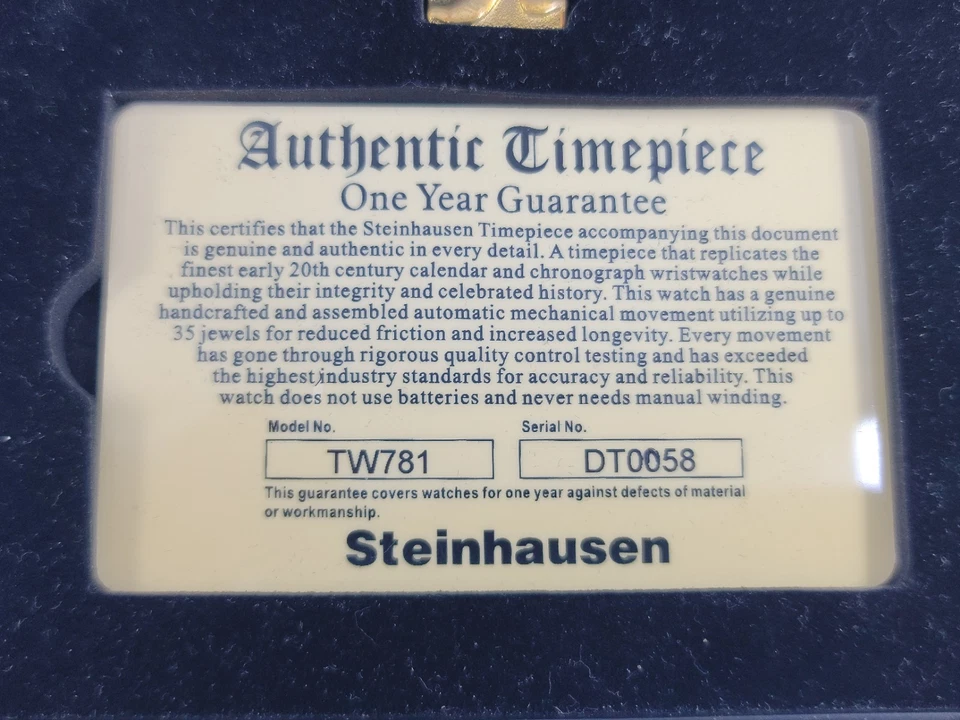 Authentic Timepiece
One Year Guarantee
This certifies that the Steinhausen Timepiece accompanying this document
is genuine and authentic in every detail. A timepiece that replicates the
finest early 20th century calendar and chronograph wristwatches while
upholding their integrity and celebrated history. This watch has a genuine
handcrafted and assembled automatic mechanical movement utilizing up to
35 jewels for reduced friction and increased longevity. Every movement
has gone through rigorous quality control testing and has exceeded
the highest industry standards for accuracy and reliability. This
watch does not use batteries and never needs manual winding.
Model No. Serial No.
TW781 DT0058
This guarantee covers watches for one year against defects of material
or workmanship.
Steinhausen